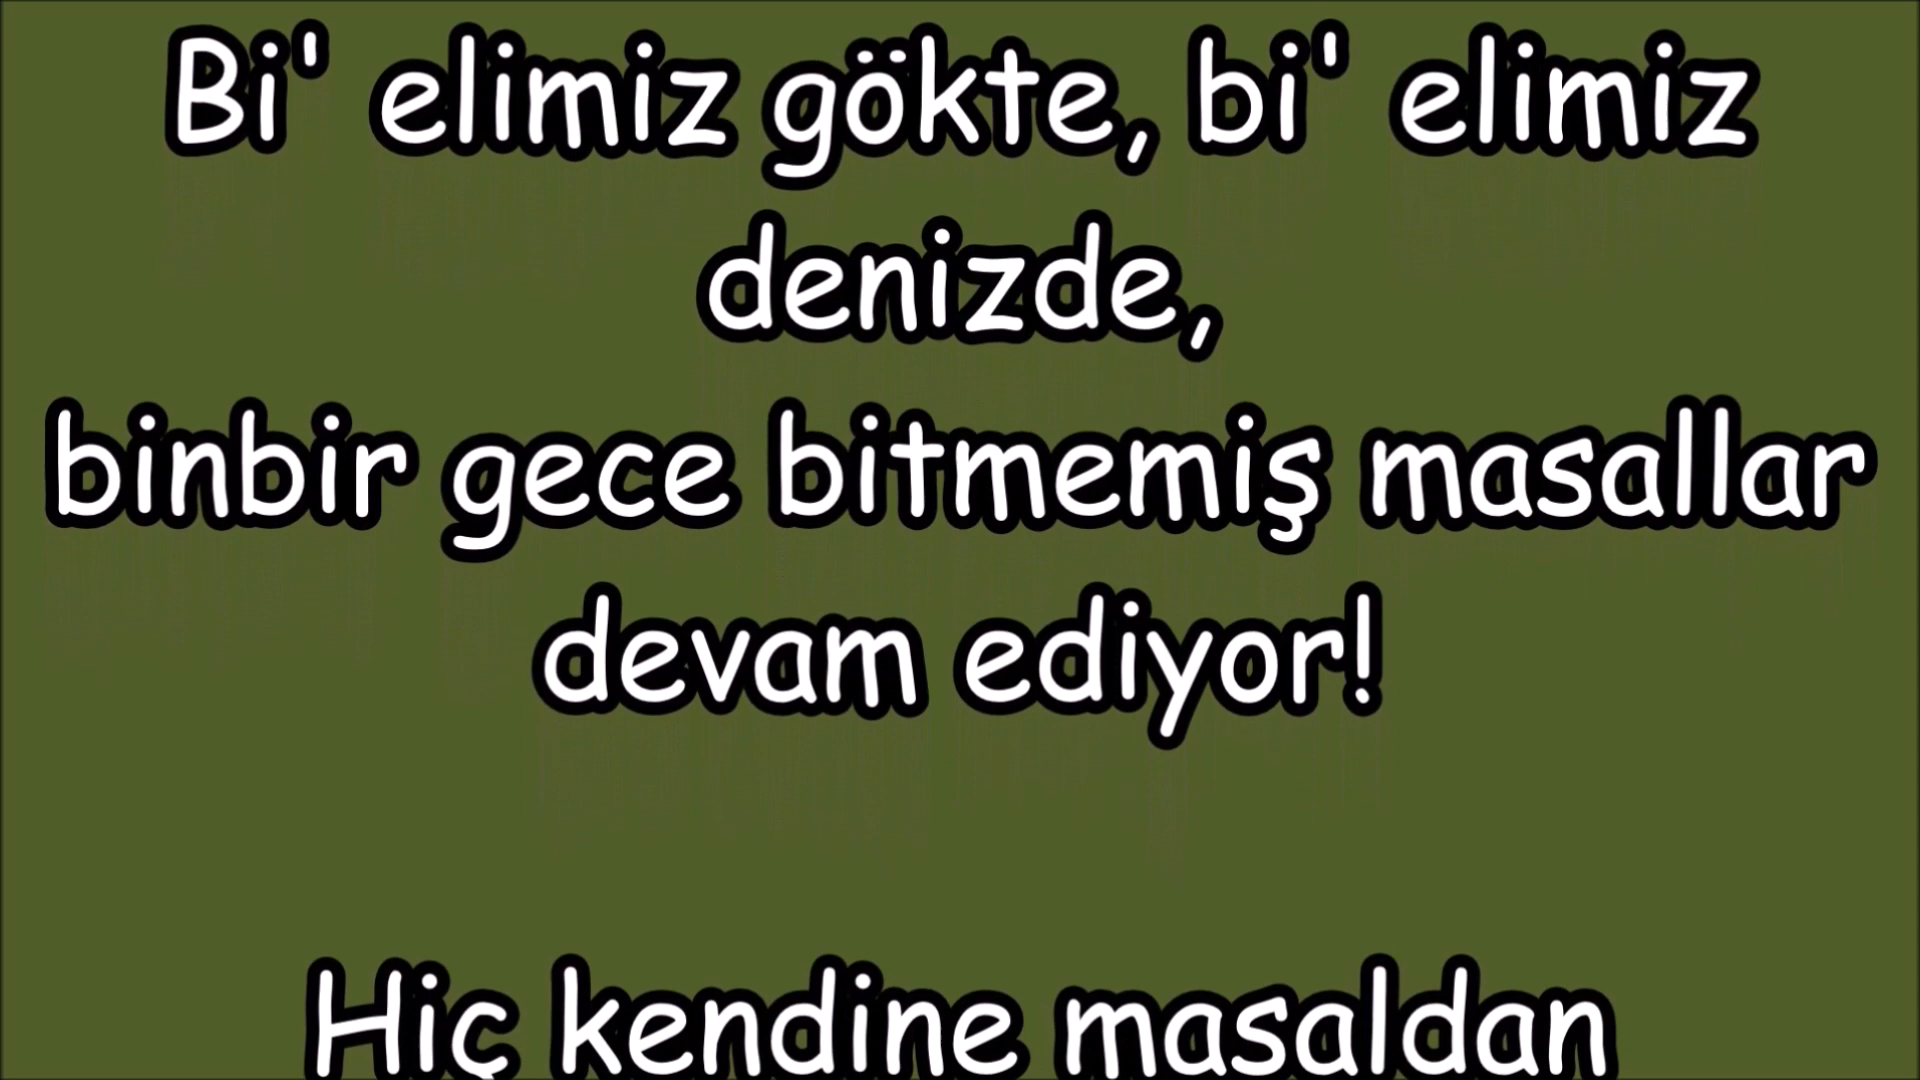 Bi' elimiz gökte, bi' elimiz
denizde,
binbir gece bitmemiş masallar
devam ediyor!
Hiç kendine masaldan